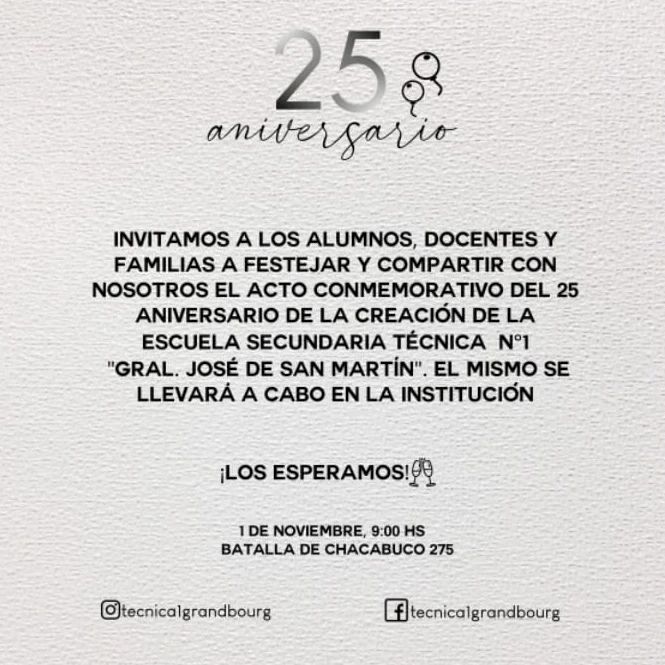 25
aniversario
INVITAMOS A LOS ALUMNOS, DOCENTES Y
FAMILIAS A FESTEJAR Y COMPARTIR CON
NOSOTROS EL ACTO CONMEMORATIVO DEL 25
ANIVERSARIO DE LA CREACIÓN DE LA
ESCUELA SECUNDARIA TÉCNICA N°1
"GRAL. JOSÉ DE SAN MARTÍN". EL MISMO SE
LLEVARÁ A CABO EN LA INSTITUCIÓN
¡LOS ESPERAMOS!
1 DE NOVIEMBRE, 9:00 HS
BATALLA DE CHACABUCO 275
tecnica1grandbourg
tecnica1grandbourg